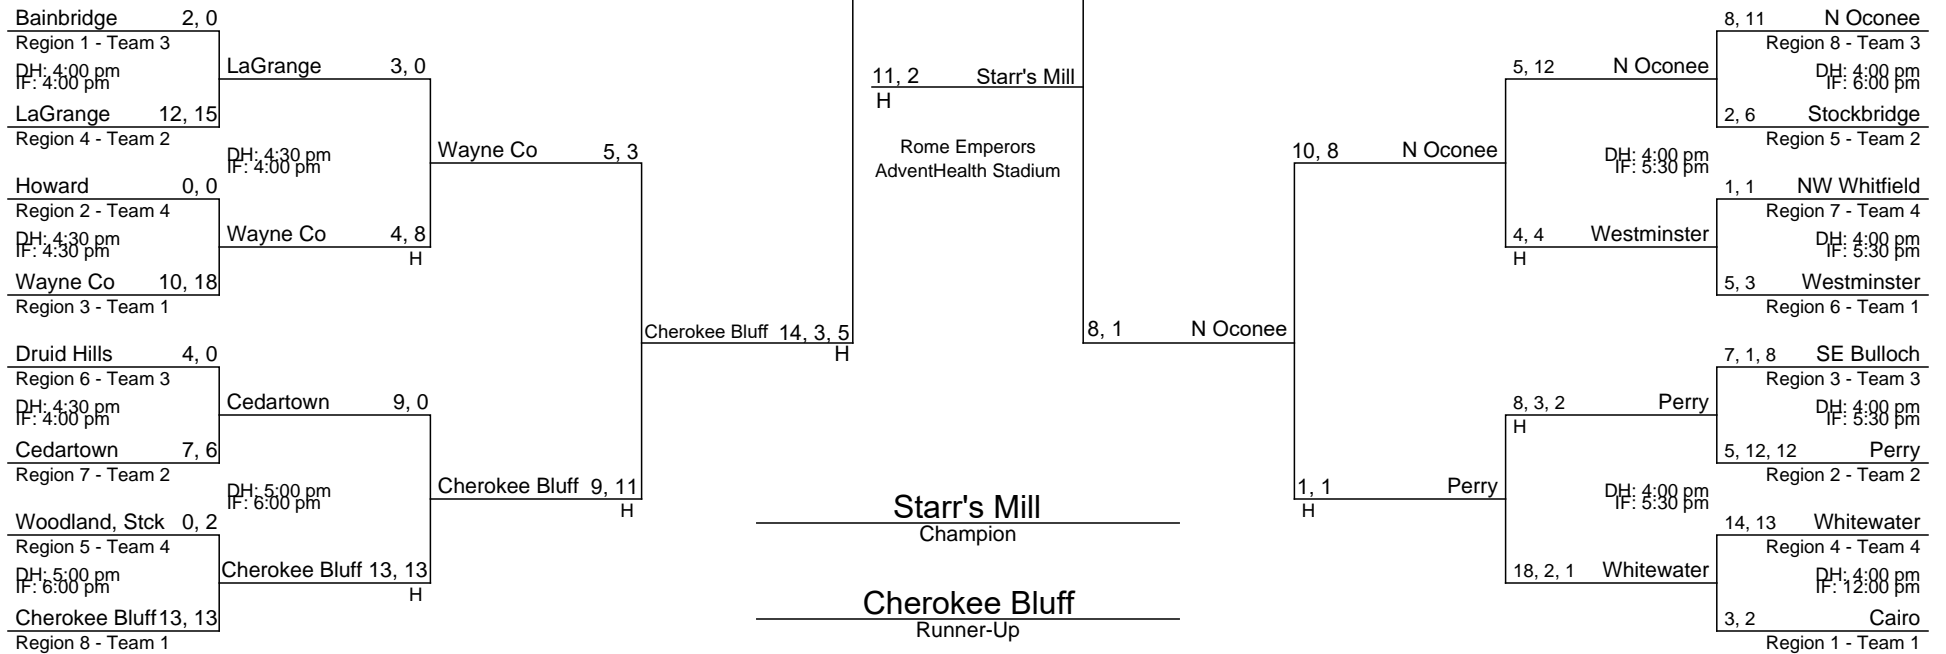 Bainbridge 2, 0
Region 1 - Team 3
DH: 4:00 pm
IF: 4:00 pm
LaGrange 12, 15
Region 4 - Team 2
Howard 0, 0
Region 2 - Team 4
DH: 4:30 pm
IF: 4:30 pm
Wayne Co 10, 18
Region 3 - Team 1
Druid Hills 4, 0
Region 6 - Team 3
DH: 4:30 pm
IF: 4:00 pm
Cedartown 7, 6
Region 7 - Team 2
Woodland, Stck 0, 2
Region 5 - Team 4
DH: 5:00 pm
IF: 6:00 pm
Cherokee Bluff 13, 13
Region 8 - Team 1
LaGrange 3, 0
DH: 4:30 pm
IF: 4:00 pm
Wayne Co 4, 8
H
Cedartown 9, 0
DH: 5:00 pm
IF: 6:00 pm
Cherokee Bluff 13, 13
H
Wayne Co 5, 3
Cherokee Bluff 9, 11
H
Cherokee Bluff 14, 3, 5
H
11, 2 Starr's Mill
H
Rome Emperors
AdventHealth Stadium
Starr's Mill
Champion
Cherokee Bluff
Runner-Up
8, 1 N Oconee
10, 8 N Oconee
1, 1 Perry
H
5, 12 N Oconee
DH: 4:00 pm
IF: 5:30 pm
4, 4 Westminster
H
8, 3, 2 Perry
H
DH: 4:00 pm
IF: 5:30 pm
18, 2, 1 Whitewater
8, 11 N Oconee
Region 8 - Team 3
DH: 4:00 pm
IF: 6:00 pm
2, 6 Stockbridge
Region 5 - Team 2
1, 1 NW Whitfield
Region 7 - Team 4
DH: 4:00 pm
IF: 5:30 pm
5, 3 Westminster
Region 6 - Team 1
7, 1, 8 SE Bulloch
Region 3 - Team 3
DH: 4:00 pm
IF: 5:30 pm
5, 12, 12 Perry
Region 2 - Team 2
14, 13 Whitewater
Region 4 - Team 4
DH: 4:00 pm
IF: 12:00 pm
3, 2 Cairo
Region 1 - Team 1